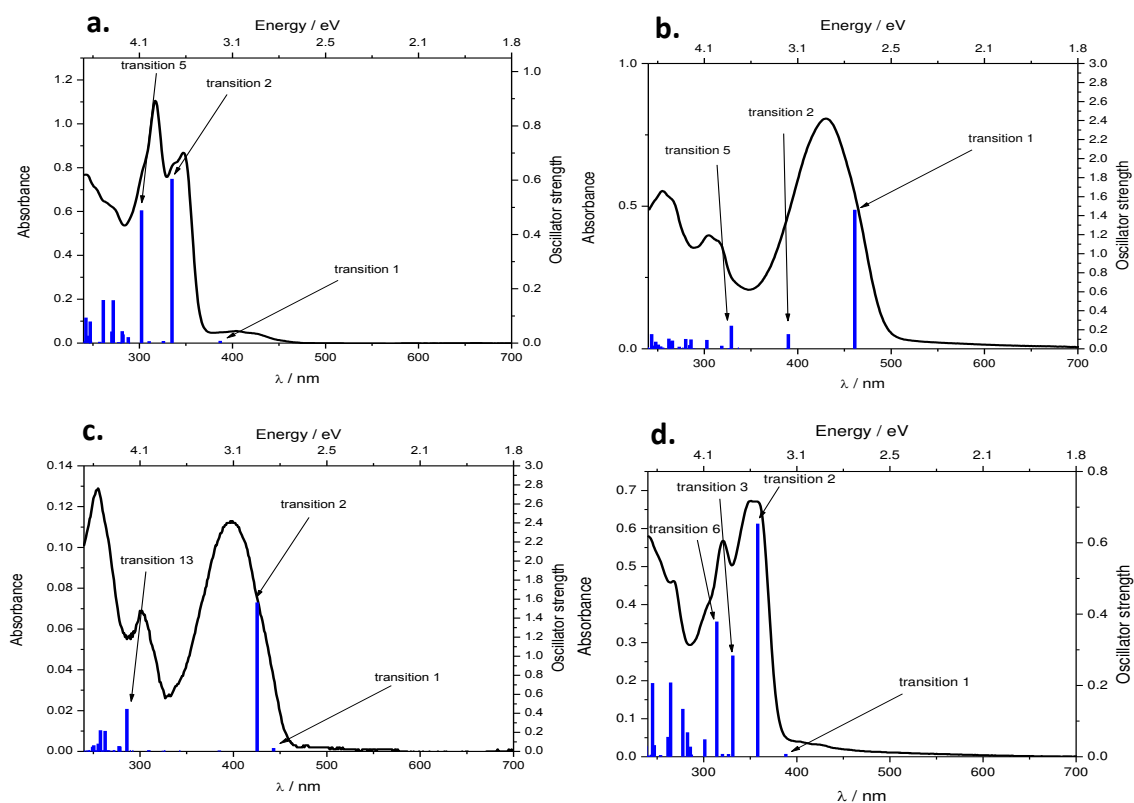 a.
Energy / eV
4.1 3.1 2.5 2.1 1.8
transition 5
transition 2
transition 1
1.2
1.0
0.8
0.6
0.4
0.2
0.0
Absorbance
1.0
0.8
0.6
0.4
0.2
0.0
Oscillator strength
300 400 500 600 700
λ / nm
b.
Energy / eV
4.1 3.1 2.5 2.1 1.8
transition 2
transition 1
transition 5
1.0
0.5
0.0
Absorbance
3.0
2.8
2.6
2.4
2.2
2.0
1.8
1.6
1.4
1.2
1.0
0.8
0.6
0.4
0.2
0.0
Oscillator strength
300 400 500 600 700
λ / nm
c.
Energy / eV
4.1 3.1 2.5 2.1 1.8
transition 2
transition 13
transition 1
0.14
0.12
0.10
0.08
0.06
0.04
0.02
0.00
Absorbance
3.0
2.8
2.6
2.4
2.2
2.0
1.8
1.6
1.4
1.2
1.0
0.8
0.6
0.4
0.2
0.0
Oscillator strength
300 400 500 600 700
λ / nm
d.
Energy / eV
4.1 3.1 2.5 2.1 1.8
transition 2
transition 3
transition 6
transition 1
0.7
0.6
0.5
0.4
0.3
0.2
0.1
0.0
Absorbance
0.8
0.6
0.4
0.2
0.0
Oscillator strength
300 400 500 600 700
λ / nm